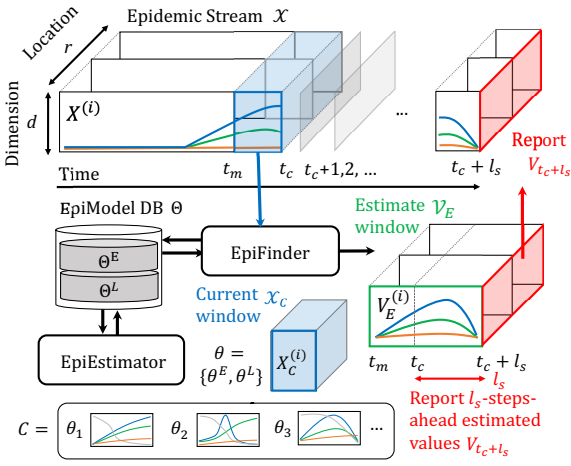 Epidemic Stream 𝒳
Location
r
Dimension
d
X^(i)
t_m
t_c
t_c+1,2, ...
...
t_c + l_s
Report
V_{t_c+l_s}
Time
EpiModel DB Θ
Θ^E
Θ^L
EpiFinder
Estimate
window 𝒱_E
EpiEstimator
Current 𝒳_C
window
θ =
{θ^E, θ^L}
X_C^(i)
V_E^(i)
t_m
t_c
t_c + l_s
l_s
Report l_s-steps-
ahead estimated
values V_{t_c+l_s}
C = θ_1 θ_2 θ_3 ...